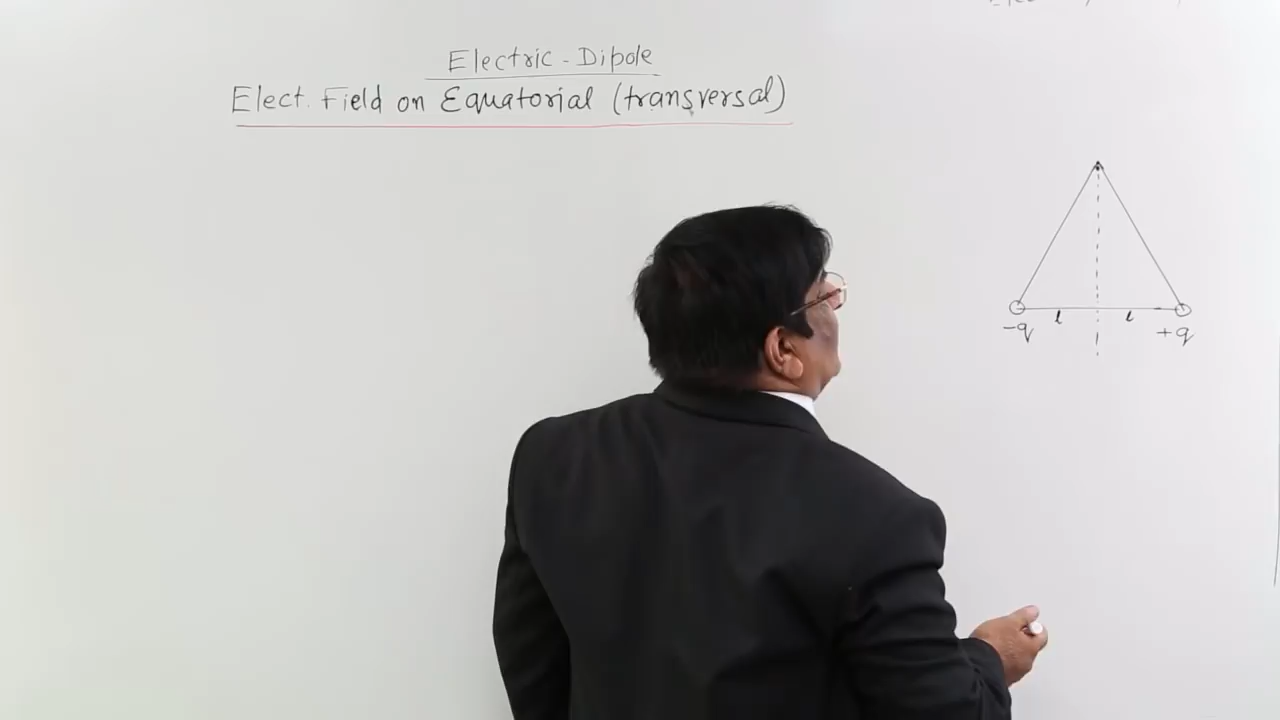 Electric - Dipole
Elect. Field on Equatorial (transversal)
l l
-q +q